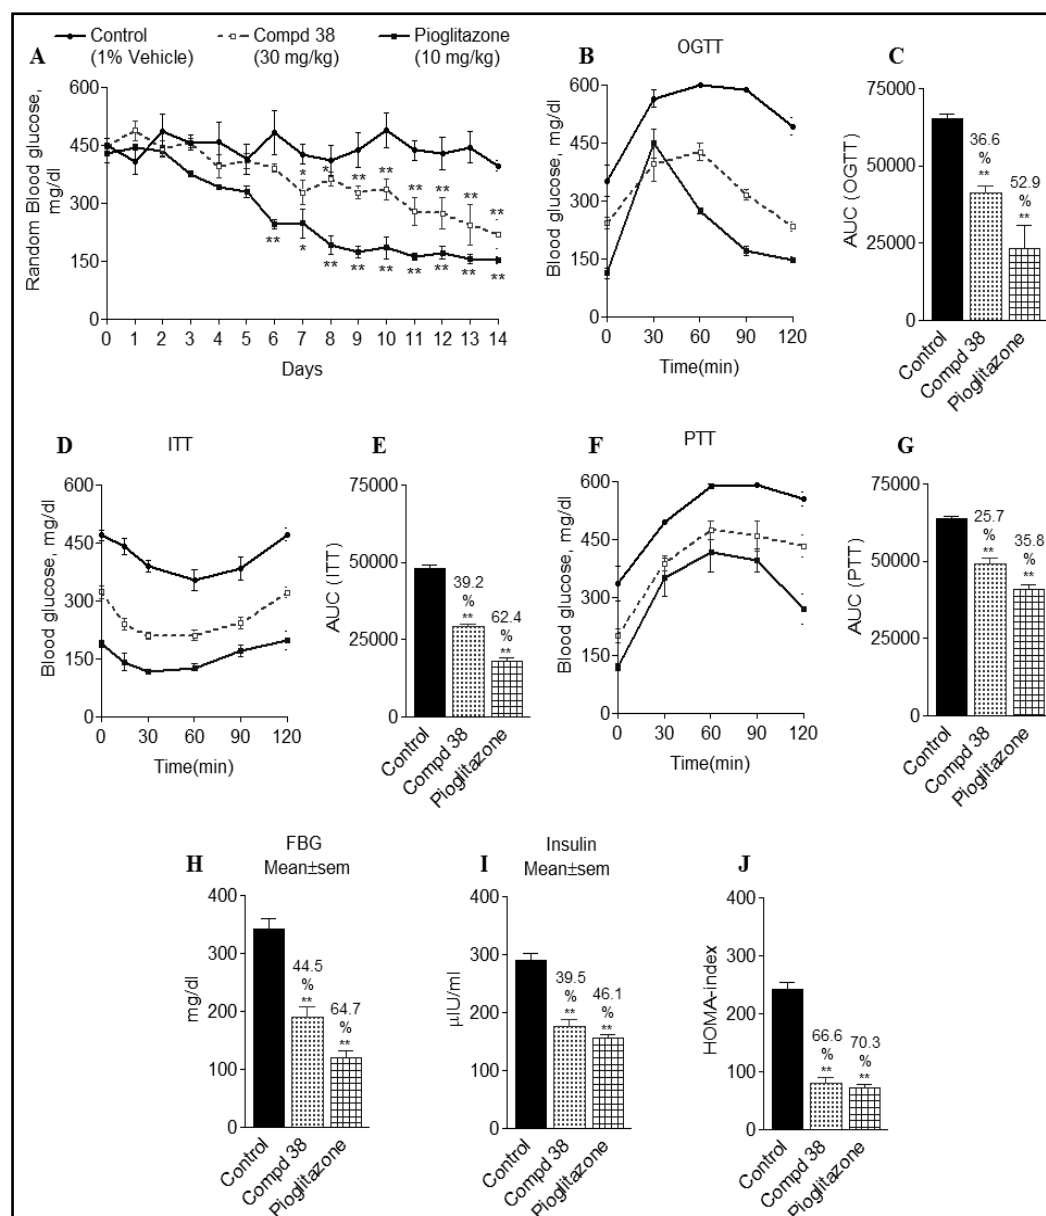 Control Compd 38 Pioglitazone
(1% Vehicle) (30 mg/kg) (10 mg/kg)
A
Random Blood glucose,
mg/dl
600
450
300
150
0
* * ** ** ** ** ** **
** * ** ** ** ** ** ** **
0 1 2 3 4 5 6 7 8 9 10 11 12 13 14
Days
B
OGTT
Blood glucose, mg/dl
600
450
300
150
0
0 30 60 90 120
Time(min)
C
AUC (OGTT)
75000
50000
25000
0
36.6
%
**
52.9
%
**
Control
Compd 38
Pioglitazone
D
ITT
Blood glucose, mg/dl
600
450
300
150
0
0 30 60 90 120
Time(min)
E
AUC (ITT)
75000
50000
25000
0
39.2
%
**
62.4
%
**
Control
Compd 38
Pioglitazone
F
PTT
Blood glucose, mg/dl
600
450
300
150
0
0 30 60 90 120
Time(min)
G
AUC (PTT)
75000
50000
25000
0
25.7
%
**
35.8
%
**
Control
Compd 38
Pioglitazone
H
FBG
Mean±sem
mg/dl
400
300
200
100
0
44.5
%
**
64.7
%
**
Control
Compd 38
Pioglitazone
I
Insulin
Mean±sem
μIU/ml
400
300
200
100
0
39.5
%
**
46.1
%
**
Control
Compd 38
Pioglitazone
J
HOMA-index
400
300
200
100
0
66.6
%
**
70.3
%
**
Control
Compd 38
Pioglitazone